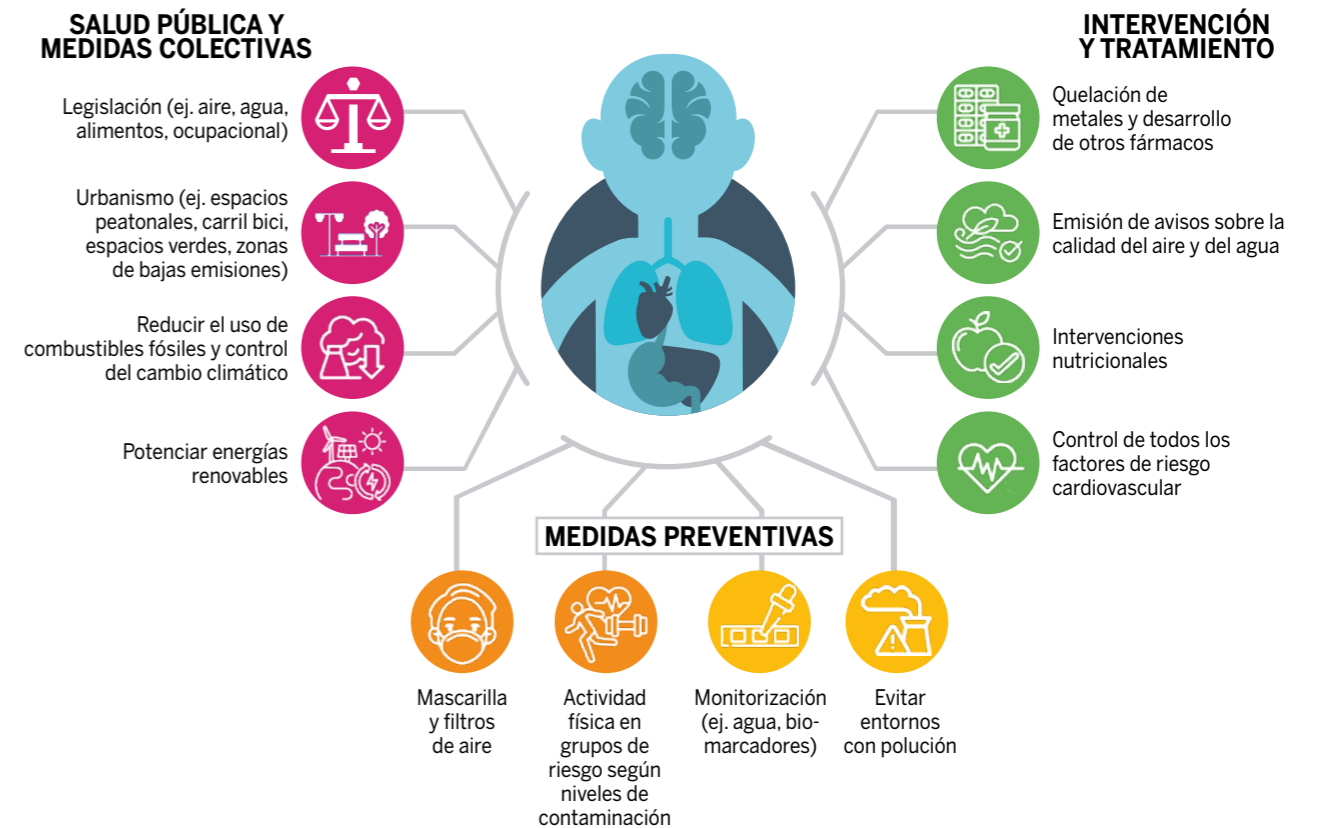 SALUD PÚBLICA Y
MEDIDAS COLECTIVAS
Legislación (ej. aire, agua,
alimentos, ocupacional)
Urbanismo (ej. espacios
peatonales, carril bici,
espacios verdes, zonas
de bajas emisiones)
Reducir el uso de
combustibles fósiles y control
del cambio climático
Potenciar energías
renovables
INTERVENCIÓN
Y TRATAMIENTO
Quelación de
metales y desarrollo
de otros fármacos
Emisión de avisos sobre la
calidad del aire y del agua
Intervenciones
nutricionales
Control de todos los
factores de riesgo
cardiovascular
MEDIDAS PREVENTIVAS
Mascarilla
y filtros
de aire
Actividad
física en
grupos de
riesgo según
niveles de
contaminación
Monitorización
(ej. agua, bio-
marcadores)
Evitar
entornos
con polución